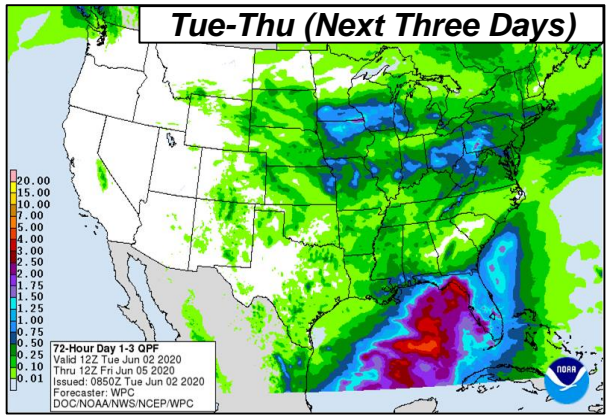 Tue-Thu (Next Three Days)
20.00
15.00
10.00
7.00
5.00
4.00
3.00
2.50
2.00
1.75
1.50
1.25
1.00
0.75
0.50
0.25
0.10
0.01
72-Hour Day 1-3 QPF
Valid 12Z Tue Jun 02 2020
Thru 12Z Fri Jun 05 2020
Issued: 0850Z Tue Jun 02 2020
Forecaster: WPC
DOC/NOAA/NWS/NCEP/WPC
NOAA